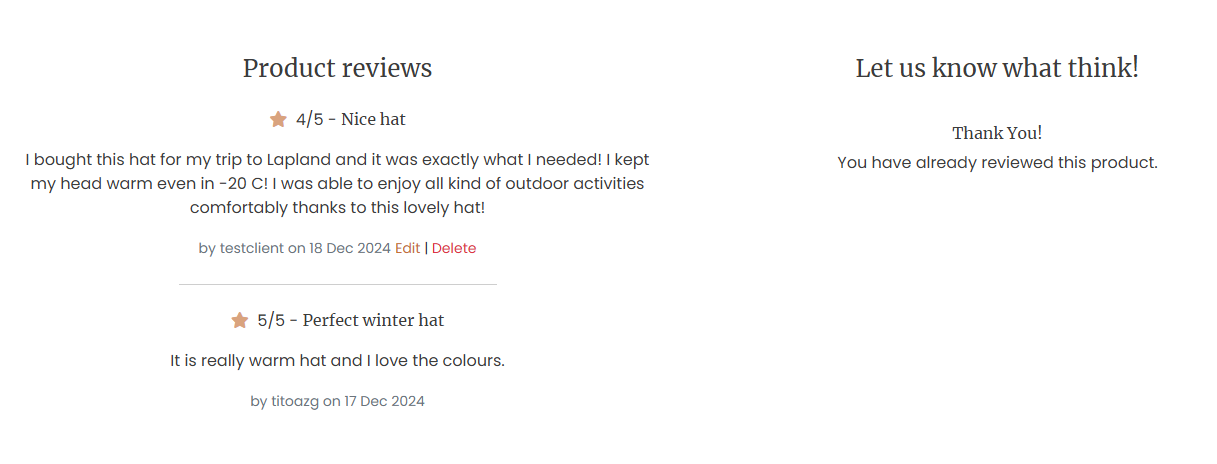 Product reviews
4/5 - Nice hat
I bought this hat for my trip to Lapland and it was exactly what I needed! I kept
my head warm even in -20 C! I was able to enjoy all kind of outdoor activities
comfortably thanks to this lovely hat!
by testclient on 18 Dec 2024 Edit | Delete
5/5 - Perfect winter hat
It is really warm hat and I love the colours.
by titoazg on 17 Dec 2024
Let us know what think!
Thank You!
You have already reviewed this product.